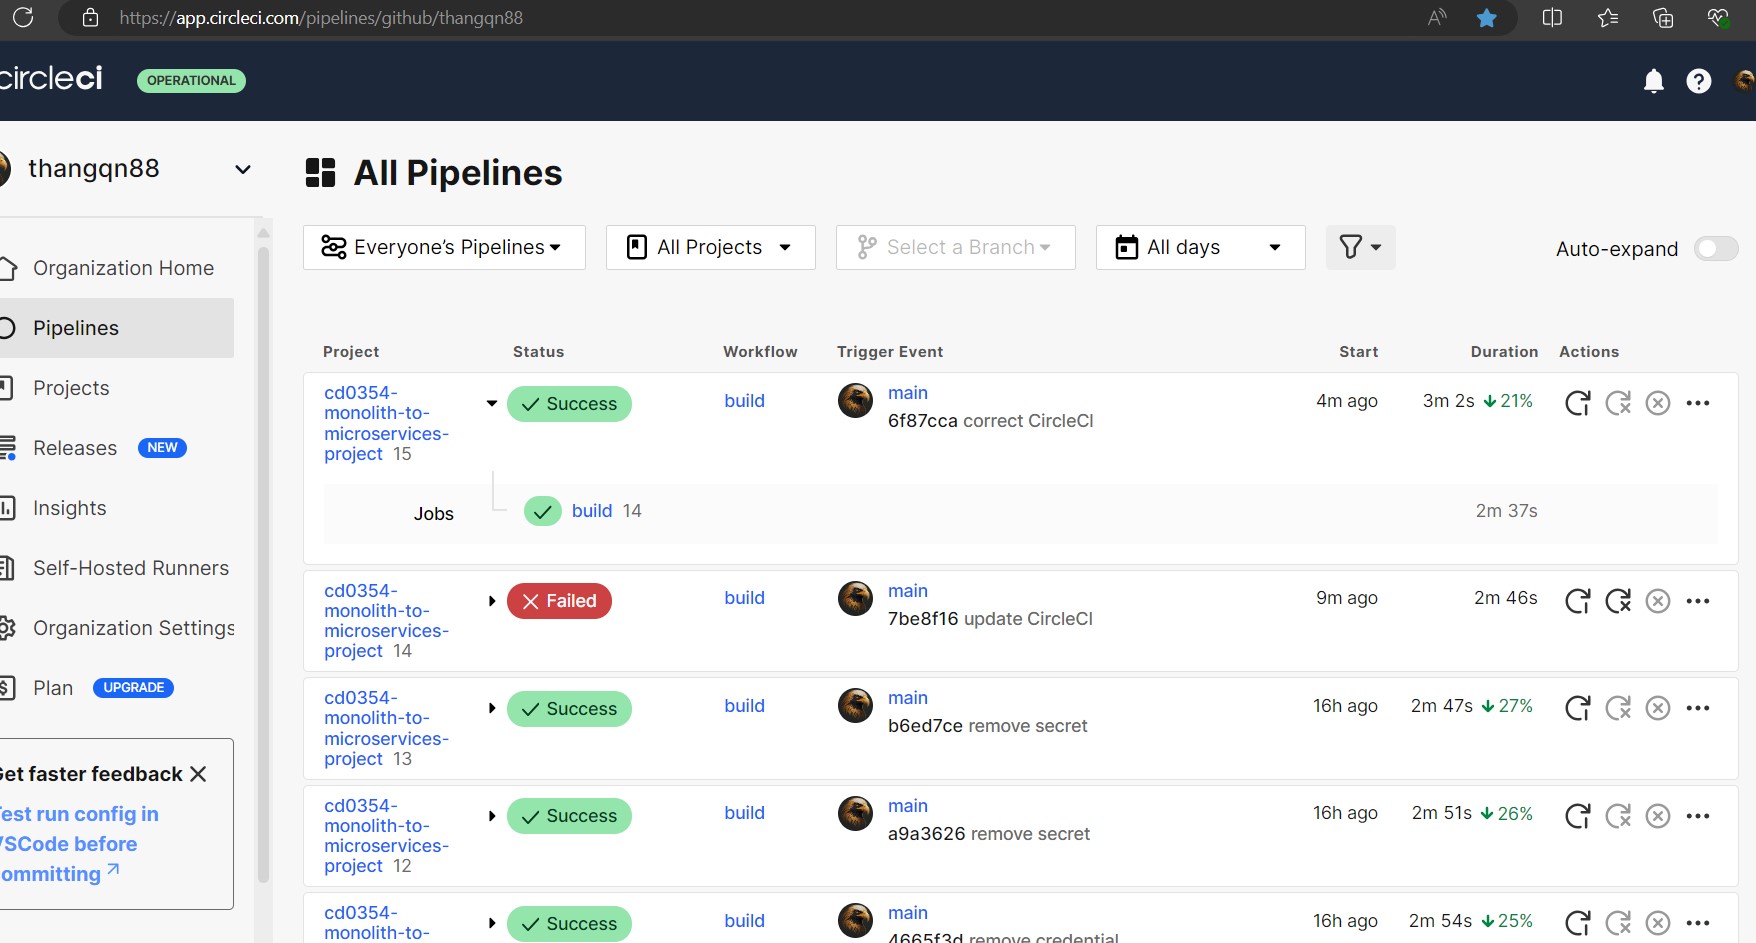 https://app.circleci.com/pipelines/github/thangqn88
circleci
OPERATIONAL
thangqn88
Organization Home
Pipelines
Projects
Releases NEW
Insights
Self-Hosted Runners
Organization Settings
Plan UPGRADE
Get faster feedback
Test run config in
VSCode before
committing
All Pipelines
Everyone's Pipelines
All Projects
Select a Branch
All days
Auto-expand
Project Status Workflow Trigger Event Start Duration Actions
cd0354-
monolith-to-
microservices-
project 15
Success
build
main
6f87cca correct CircleCI
4m ago
3m 2s 21%
Jobs
build 14
2m 37s
cd0354-
monolith-to-
microservices-
project 14
Failed
build
main
7be8f16 update CircleCI
9m ago
2m 46s
cd0354-
monolith-to-
microservices-
project 13
Success
build
main
b6ed7ce remove secret
16h ago
2m 47s 27%
cd0354-
monolith-to-
microservices-
project 12
Success
build
main
a9a3626 remove secret
16h ago
2m 51s 26%
cd0354-
monolith-to-
Success
build
main
4665f3d remove credential
16h ago
2m 54s 25%